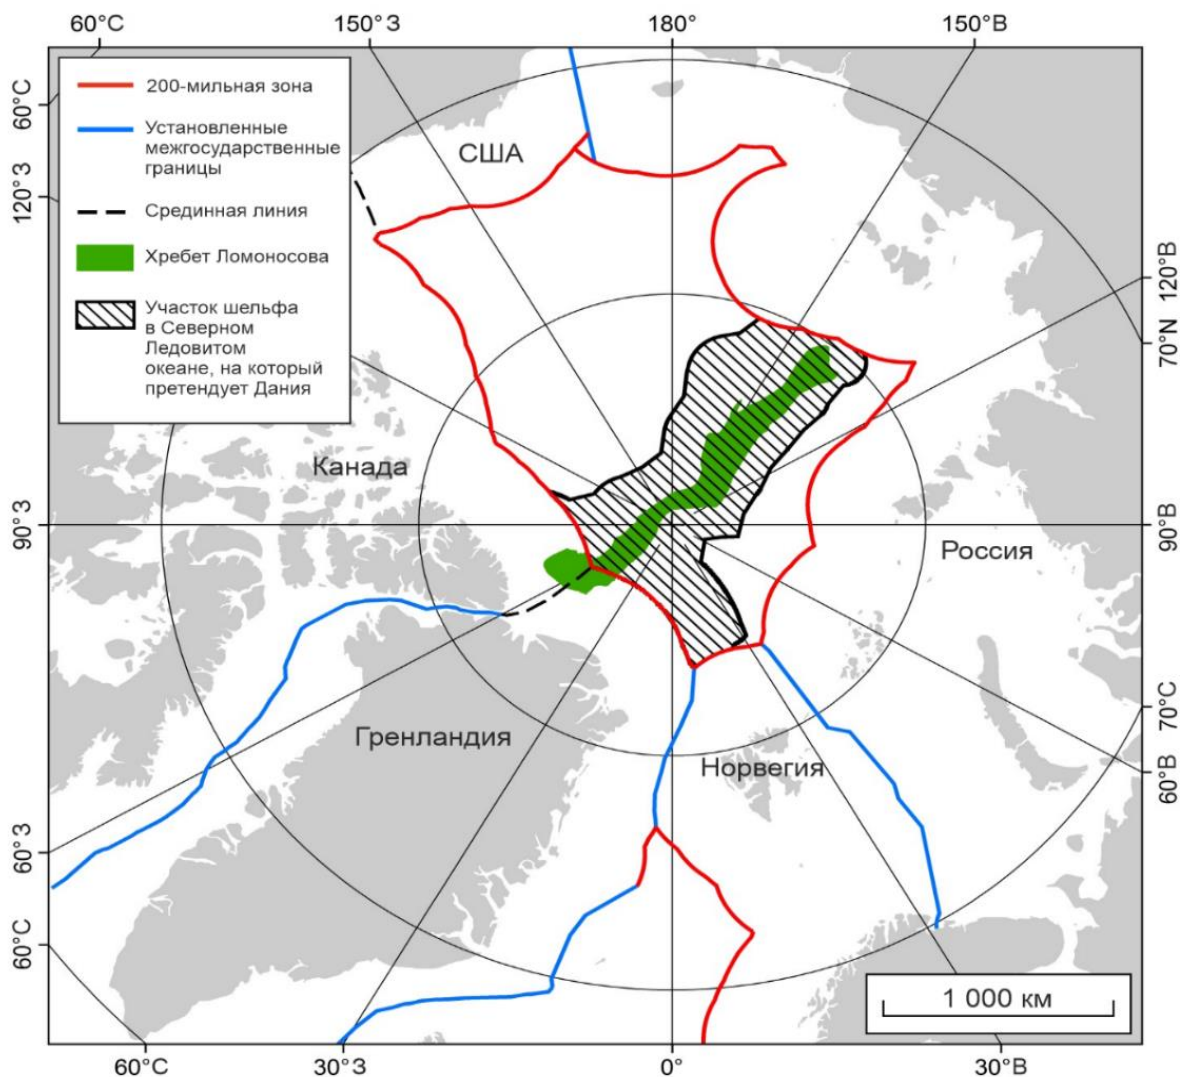 60°С
150°З
180°
150°В
60°С
120°З
200-мильная зона
Установленные
межгосударственные
границы
Срединная линия
Хребет Ломоносова
Участок шельфа
в Северном
Ледовитом
океане, на который
претендует Дания
США
120°В
70°N
Канада
90°З
Россия
90°В
Гренландия
Норвегия
70°С
60°В
60°З
60°С
1 000 км
60°С
30°З
0°
30°В